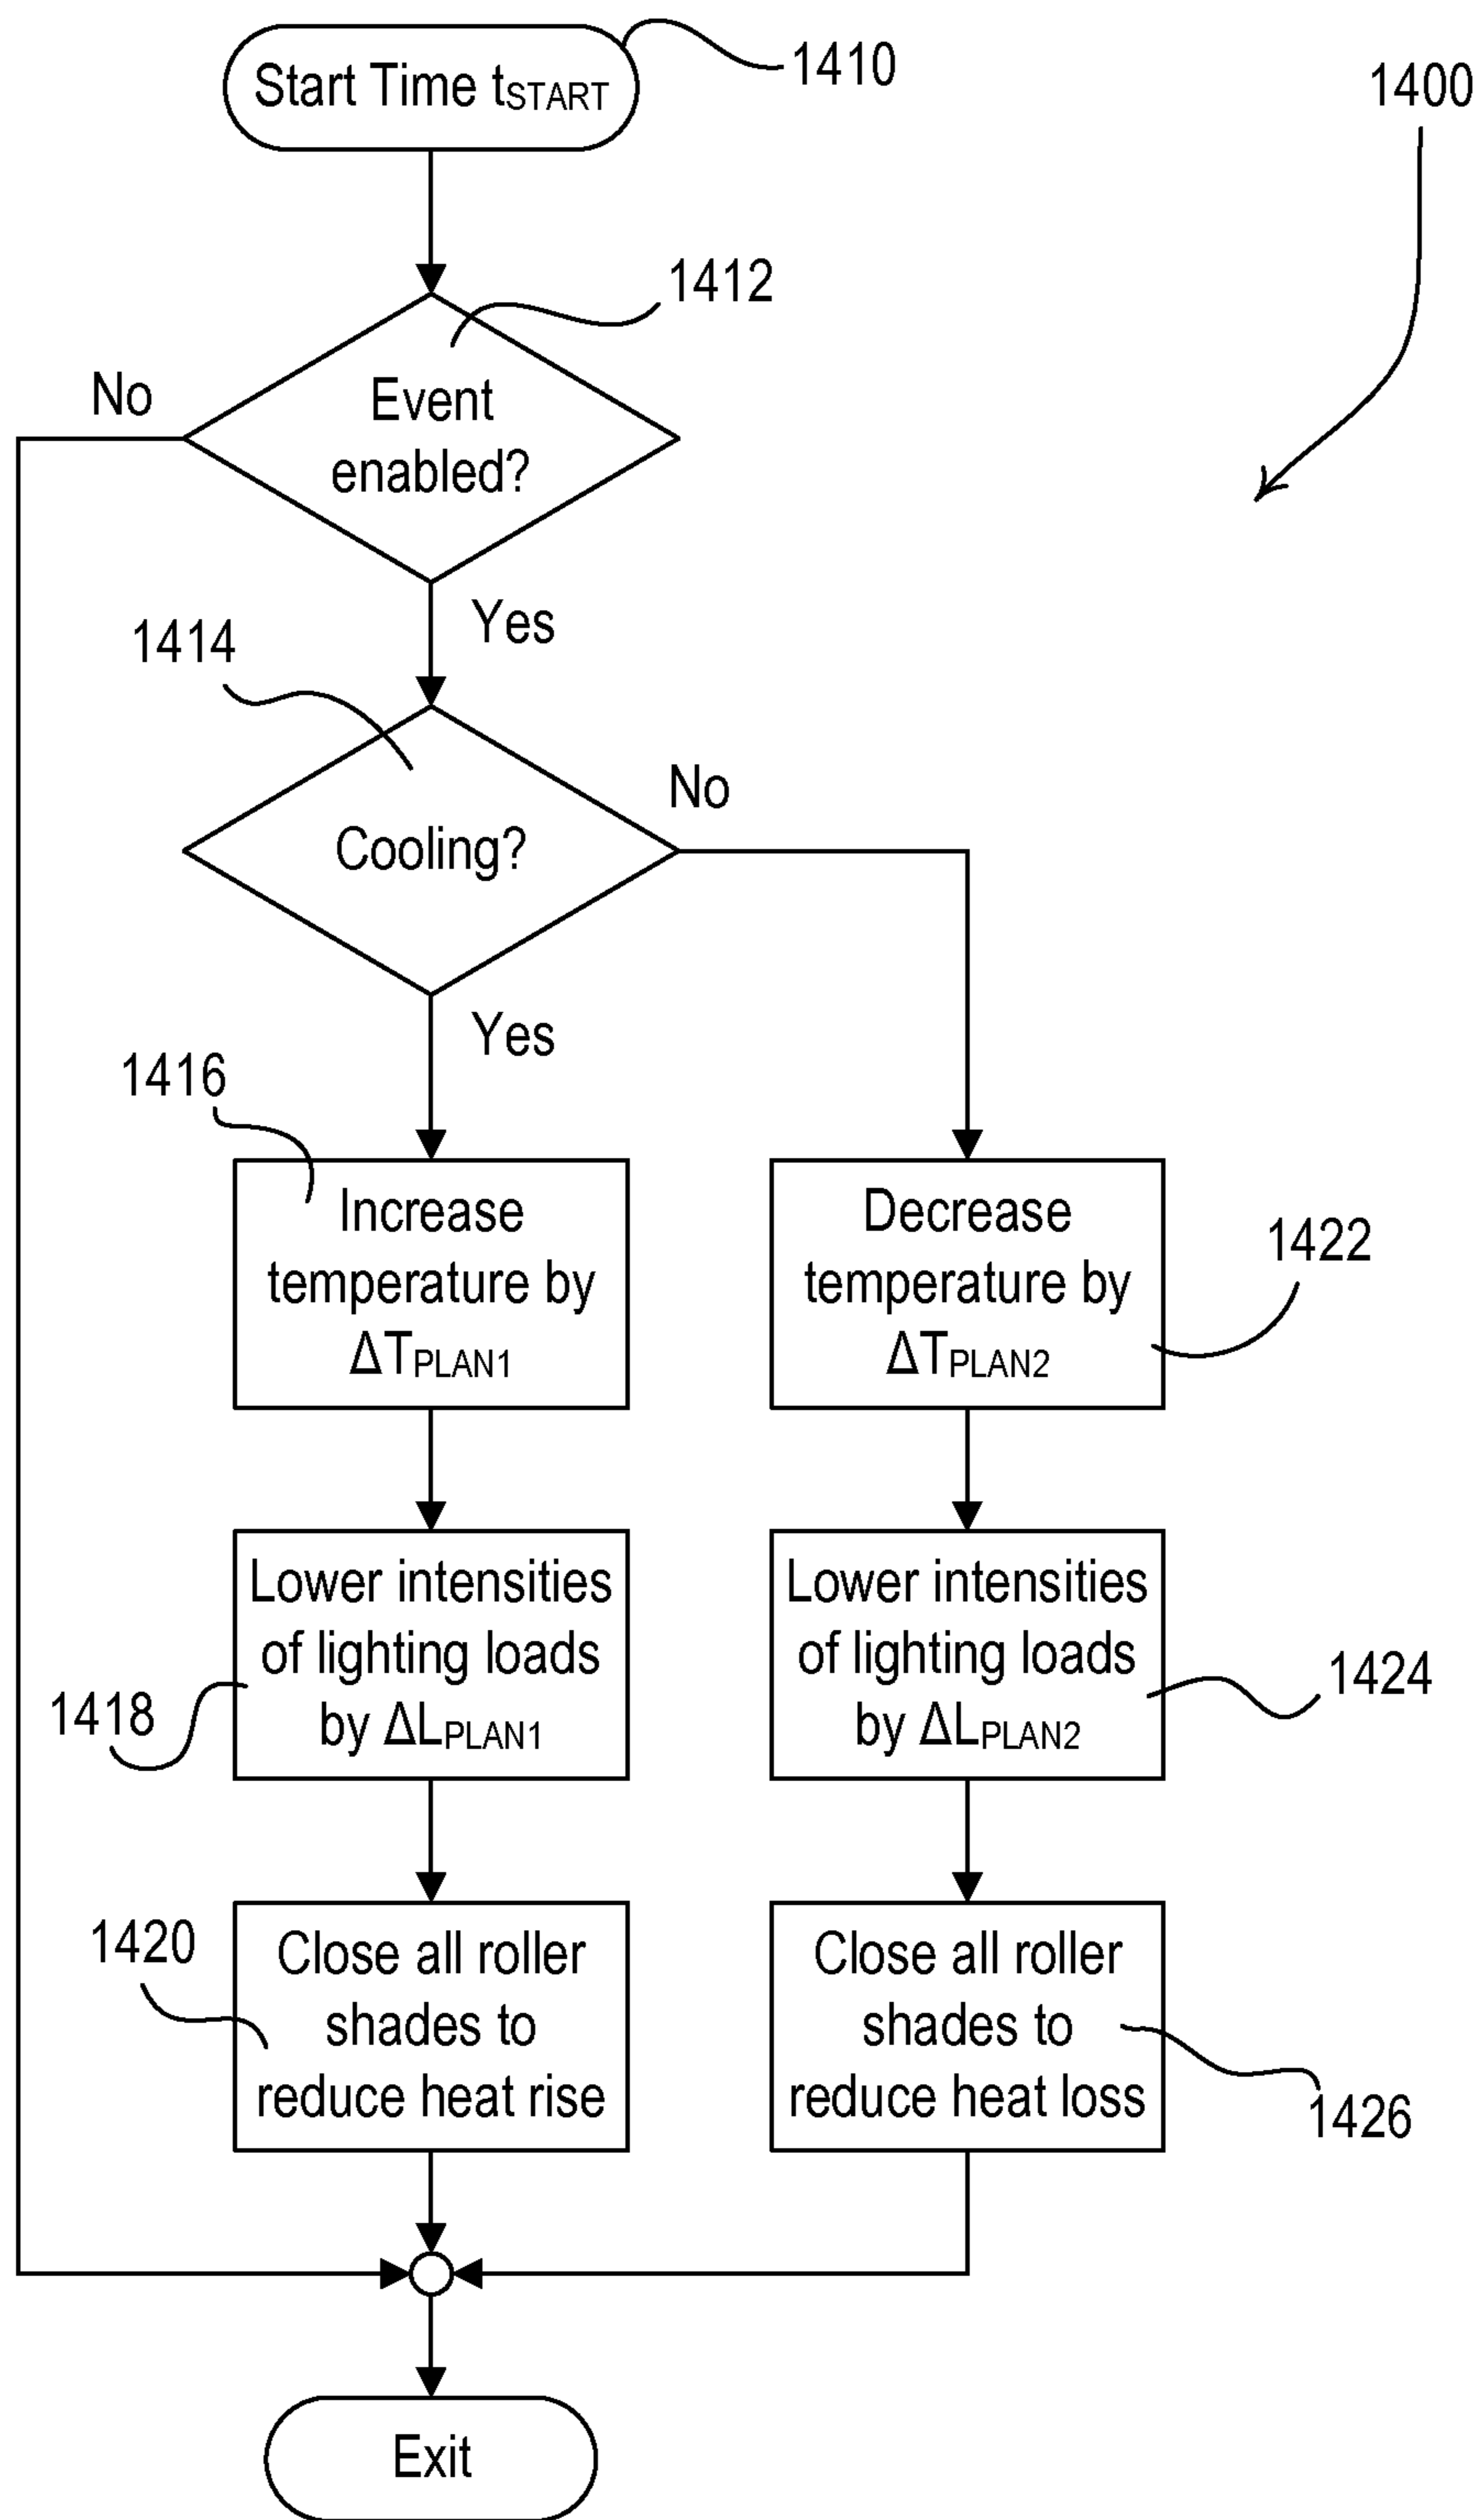 Start Time tSTART
1410
1400
1412
No
Event
enabled?
Yes
1414
No
Cooling?
Yes
1416
Increase
temperature by
ΔTPLAN1
Decrease
temperature by
ΔTPLAN2
1422
Lower intensities
of lighting loads
by ΔLPLAN1
1418
Lower intensities
of lighting loads
by ΔLPLAN2
1424
1420
Close all roller
shades to
reduce heat rise
Close all roller
shades to
reduce heat loss
1426
Exit